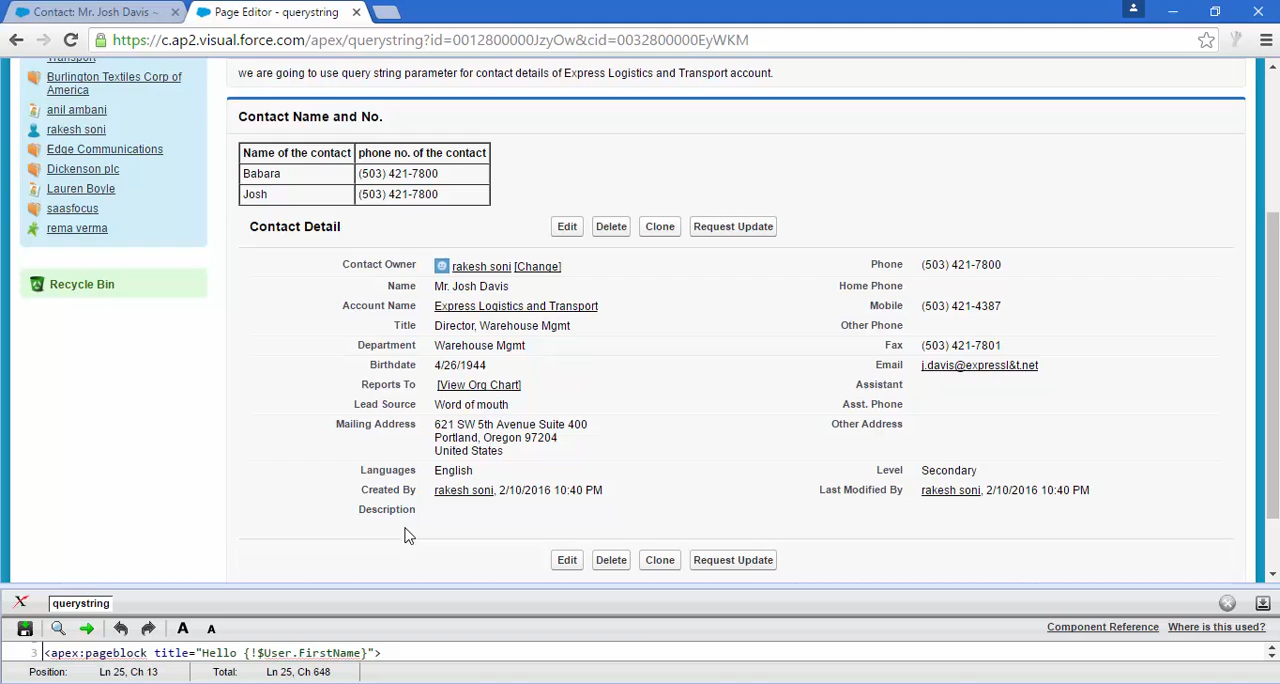 Contact: Mr. Josh Davis ~
Page Editor - querystring
https://c.ap2.visual.force.com/apex/querystring?id=0012800000JzyOw&cid=0032800000EyWKM
Transport
Burlington Textiles Corp of
America
anil ambani
rakesh soni
Edge Communications
Dickenson plc
Lauren Boyle
saasfocus
rema verma
Recycle Bin
we are going to use query string parameter for contact details of Express Logistics and Transport account.
Contact Name and No.
Name of the contact phone no. of the contact
Babara (503) 421-7800
Josh (503) 421-7800
Contact Detail Edit Delete Clone Request Update
Contact Owner rakesh soni [Change] Phone (503) 421-7800
Name Mr. Josh Davis Home Phone
Account Name Express Logistics and Transport Mobile (503) 421-4387
Title Director, Warehouse Mgmt Other Phone
Department Warehouse Mgmt Fax (503) 421-7801
Birthdate 4/26/1944 Email j.davis@expressl&t.net
Reports To [View Org Chart] Assistant
Lead Source Word of mouth Asst. Phone
Mailing Address 621 SW 5th Avenue Suite 400 Other Address
Portland, Oregon 97204
United States
Languages English Level Secondary
Created By rakesh soni, 2/10/2016 10:40 PM Last Modified By rakesh soni, 2/10/2016 10:40 PM
Description
Edit Delete Clone Request Update
querystring
A A Component Reference Where is this used?
3 <apex:pageblock title="Hello {!$User.FirstName}">
Position: Ln 25, Ch 13 Total: Ln 25, Ch 648